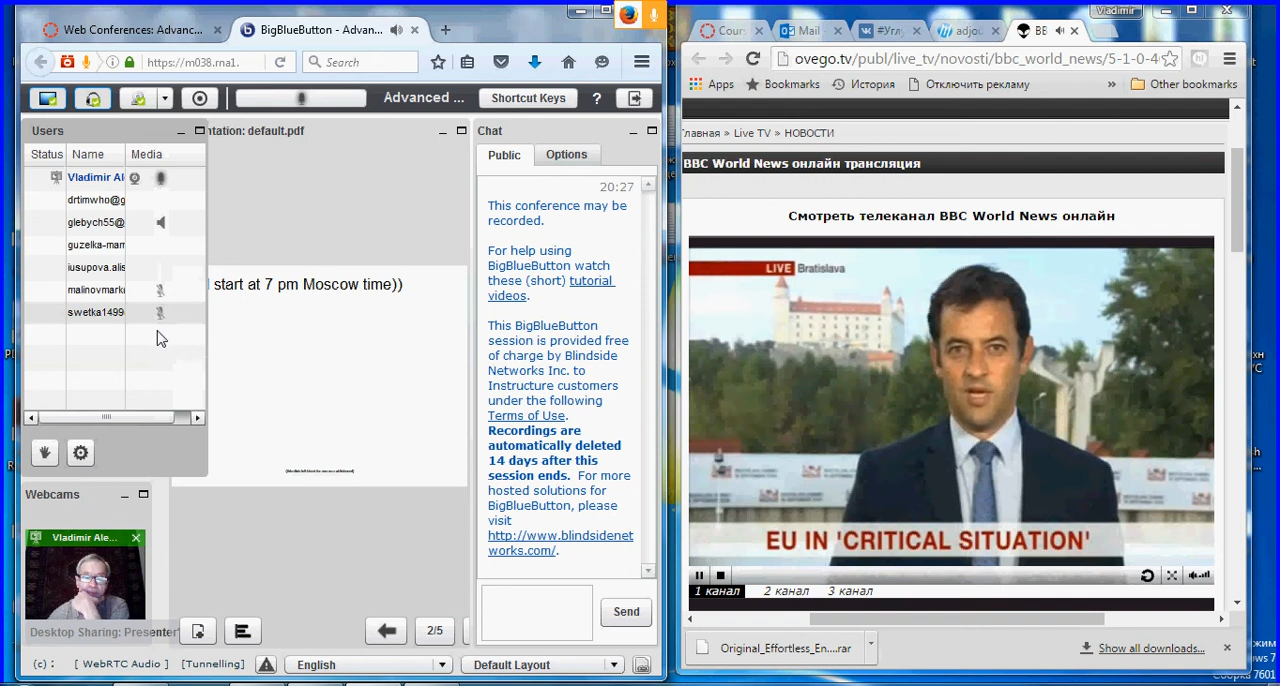 Web Conferences: Advanc...
BigBlueButton - Advan...
https://m038.rna1.
Search
Advanced ...
Shortcut Keys
?
Users
Status
Name
Media
Vladimir Al
drtimwho@g
glebych55@
guzelka-mam
iusupova.alis
malinovmarku
swetka1499
ntation: default.pdf
start at 7 pm Moscow time))
Webcams
Vladimir Ale...
Desktop Sharing: Presenter
2/5
Chat
Public
Options
20:27
This conference may be
recorded.
For help using
BigBlueButton watch
these (short) tutorial
videos.
This BigBlueButton
session is provided free
of charge by Blindside
Networks Inc. to
Instructure customers
under the following
Terms of Use.
Recordings are
automatically deleted
14 days after this
session ends. For more
hosted solutions for
BigBlueButton, please
visit
http://www.blindsidenet
works.com/.
Send
(c) :
[ WebRTC Audio ]
[Tunnelling]
English
Default Layout
Vladimir
Cours
Mail
#Углу
adjou
BB
ovego.tv/publ/live_tv/novosti/bbc_world_news/5-1-0-4
Apps
Bookmarks
История
Отключить рекламу
»
Other bookmarks
Главная » Live TV » НОВОСТИ
BBC World News онлайн трансляция
Смотреть телеканал BBC World News онлайн
LIVE Bratislava
EU IN 'CRITICAL SITUATION'
1 канал
2 канал
3 канал
Original_Effortless_En....rar
Show all downloads...
Сборка 7601